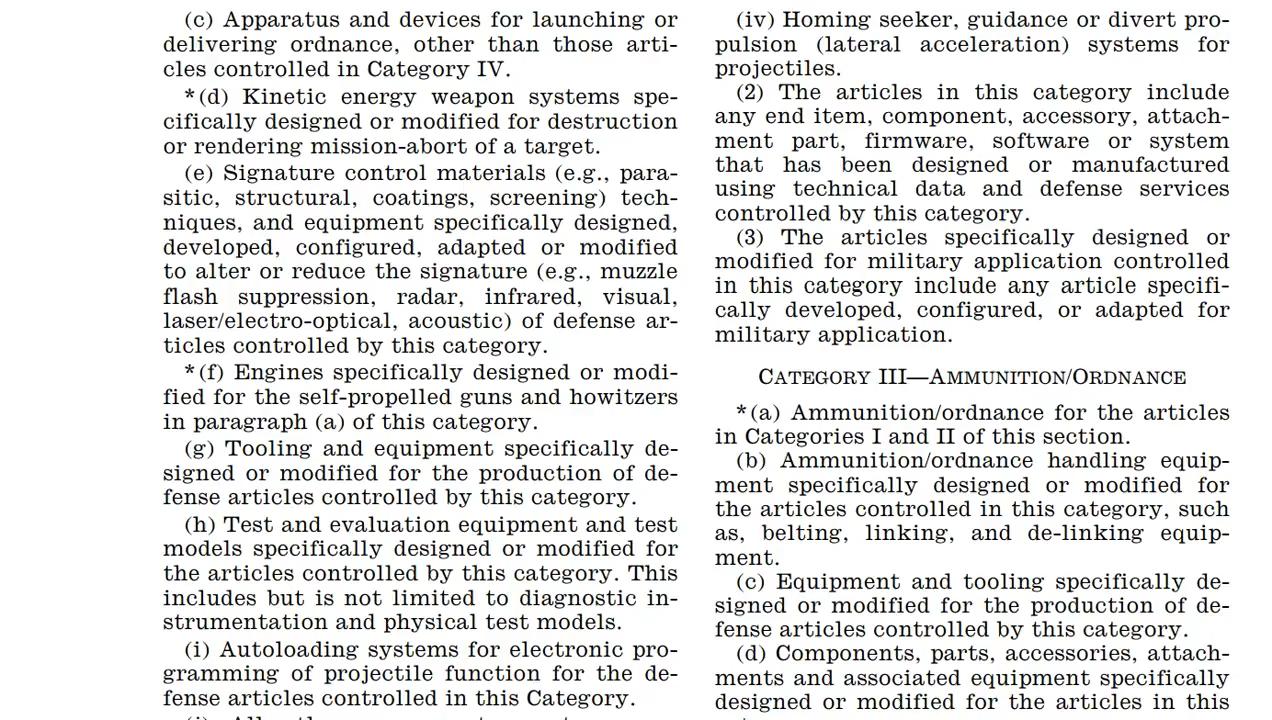 (c) Apparatus and devices for launching or
delivering ordnance, other than those arti-
cles controlled in Category IV.
*(d) Kinetic energy weapon systems spe-
cifically designed or modified for destruction
or rendering mission-abort of a target.
(e) Signature control materials (e.g., para-
sitic, structural, coatings, screening) tech-
niques, and equipment specifically designed,
developed, configured, adapted or modified
to alter or reduce the signature (e.g., muzzle
flash suppression, radar, infrared, visual,
laser/electro-optical, acoustic) of defense ar-
ticles controlled by this category.
*(f) Engines specifically designed or modi-
fied for the self-propelled guns and howitzers
in paragraph (a) of this category.
(g) Tooling and equipment specifically de-
signed or modified for the production of de-
fense articles controlled by this category.
(h) Test and evaluation equipment and test
models specifically designed or modified for
the articles controlled by this category. This
includes but is not limited to diagnostic in-
strumentation and physical test models.
(i) Autoloading systems for electronic pro-
gramming of projectile function for the de-
fense articles controlled in this Category.
(iv) Homing seeker, guidance or divert pro-
pulsion (lateral acceleration) systems for
projectiles.
(2) The articles in this category include
any end item, component, accessory, attach-
ment part, firmware, software or system
that has been designed or manufactured
using technical data and defense services
controlled by this category.
(3) The articles specifically designed or
modified for military application controlled
in this category include any article specifi-
cally developed, configured, or adapted for
military application.
CATEGORY III—AMMUNITION/ORDNANCE
*(a) Ammunition/ordnance for the articles
in Categories I and II of this section.
(b) Ammunition/ordnance handling equip-
ment specifically designed or modified for
the articles controlled in this category, such
as, belting, linking, and de-linking equip-
ment.
(c) Equipment and tooling specifically de-
signed or modified for the production of de-
fense articles controlled by this category.
(d) Components, parts, accessories, attach-
ments and associated equipment specifically
designed or modified for the articles in this